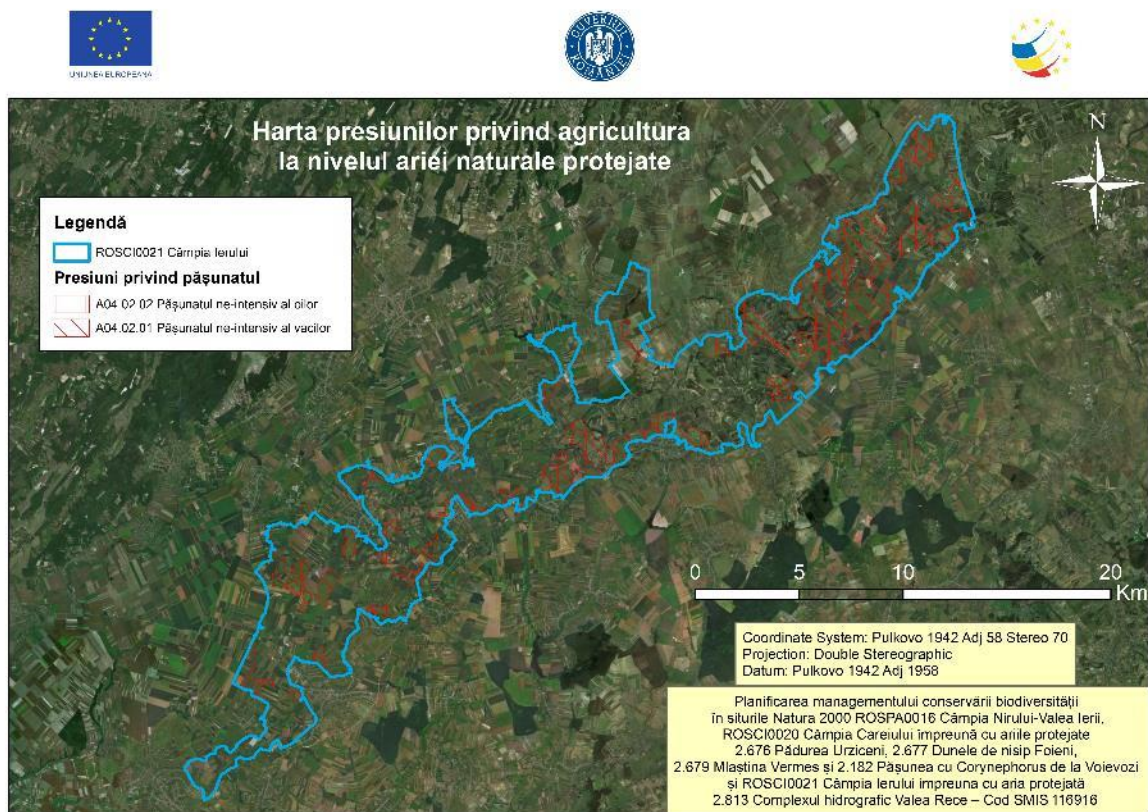 UNIUNEA EUROPEANĂ
GUVERNUL ROMÂNIEI
Harta presiunilor privind agricultura
la nivelul ariei naturale protejate
N
Legendă
ROSCI0021 Câmpia Ierului
Presiuni privind pășunatul
A04.02.02 Pășunatul ne-intensiv al oilor
A04.02.01 Pășunatul ne-intensiv al vacilor
0 5 10 20
Km
Coordinate System: Pulkovo 1942 Adj 58 Stereo 70
Projection: Double Stereographic
Datum: Pulkovo 1942 Adj 1958
Planificarea managementului conservării biodiversității
în siturile Natura 2000 ROSPA0016 Câmpia Nirului-Valea Ierii,
ROSCI0020 Câmpia Careiului împreună cu ariile protejate
2.676 Pădurea Urziceni, 2.677 Dunele de nisip Foieni,
2.679 Mlaștina Vermes și 2.182 Pășunea cu Corynephorus de la Voievozi
și ROSCI0021 Câmpia Ierului împreuna cu aria protejată
2.813 Complexul hidrografic Valea Rece – Cod SMIS 116916